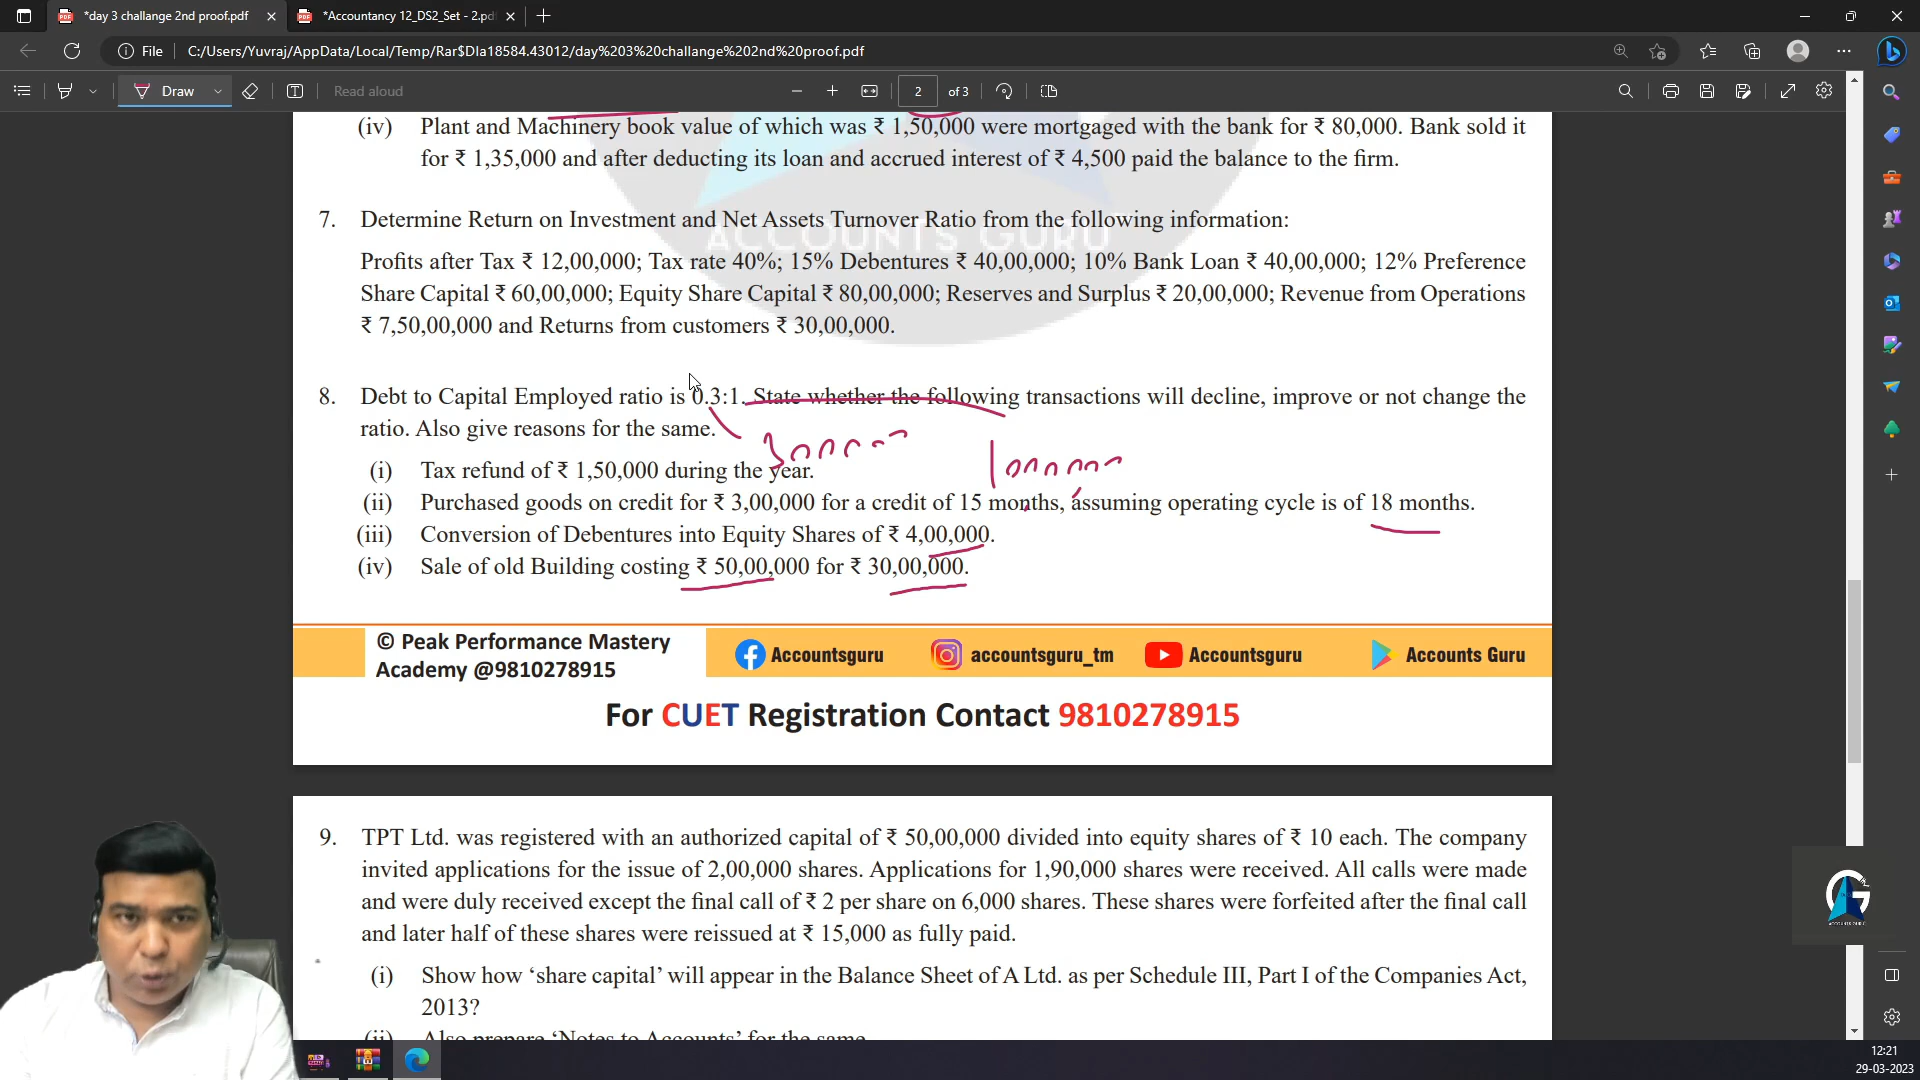 *day 3 challange 2nd proof.pdf
*Accountancy 12_DS2_Set - 2.pdf
File
C:/Users/Yuvraj/AppData/Local/Temp/Rar$DIa18584.43012/day%203%20challange%202nd%20proof.pdf
Draw
Read aloud
2 of 3
(iv) Plant and Machinery book value of which was ₹ 1,50,000 were mortgaged with the bank for ₹ 80,000. Bank sold it
for ₹ 1,35,000 and after deducting its loan and accrued interest of ₹ 4,500 paid the balance to the firm.
ACCOUNTS GURU
7. Determine Return on Investment and Net Assets Turnover Ratio from the following information:
Profits after Tax ₹ 12,00,000; Tax rate 40%; 15% Debentures ₹ 40,00,000; 10% Bank Loan ₹ 40,00,000; 12% Preference
Share Capital ₹ 60,00,000; Equity Share Capital ₹ 80,00,000; Reserves and Surplus ₹ 20,00,000; Revenue from Operations
₹ 7,50,00,000 and Returns from customers ₹ 30,00,000.
8. Debt to Capital Employed ratio is 0.3:1. State whether the following transactions will decline, improve or not change the
ratio. Also give reasons for the same.
(i) Tax refund of ₹ 1,50,000 during the year.
(ii) Purchased goods on credit for ₹ 3,00,000 for a credit of 15 months, assuming operating cycle is of 18 months.
(iii) Conversion of Debentures into Equity Shares of ₹ 4,00,000.
(iv) Sale of old Building costing ₹ 50,00,000 for ₹ 30,00,000.
© Peak Performance Mastery
Academy @9810278915
Accountsguru
accountsguru_tm
Accountsguru
Accounts Guru
For CUET Registration Contact 9810278915
9. TPT Ltd. was registered with an authorized capital of ₹ 50,00,000 divided into equity shares of ₹ 10 each. The company
invited applications for the issue of 2,00,000 shares. Applications for 1,90,000 shares were received. All calls were made
and were duly received except the final call of ₹ 2 per share on 6,000 shares. These shares were forfeited after the final call
and later half of these shares were reissued at ₹ 15,000 as fully paid.
(i) Show how ‘share capital’ will appear in the Balance Sheet of A Ltd. as per Schedule III, Part I of the Companies Act,
2013?
(ii) Also prepare ‘Notes to Accounts’ for the same.
12:21
29-03-2023